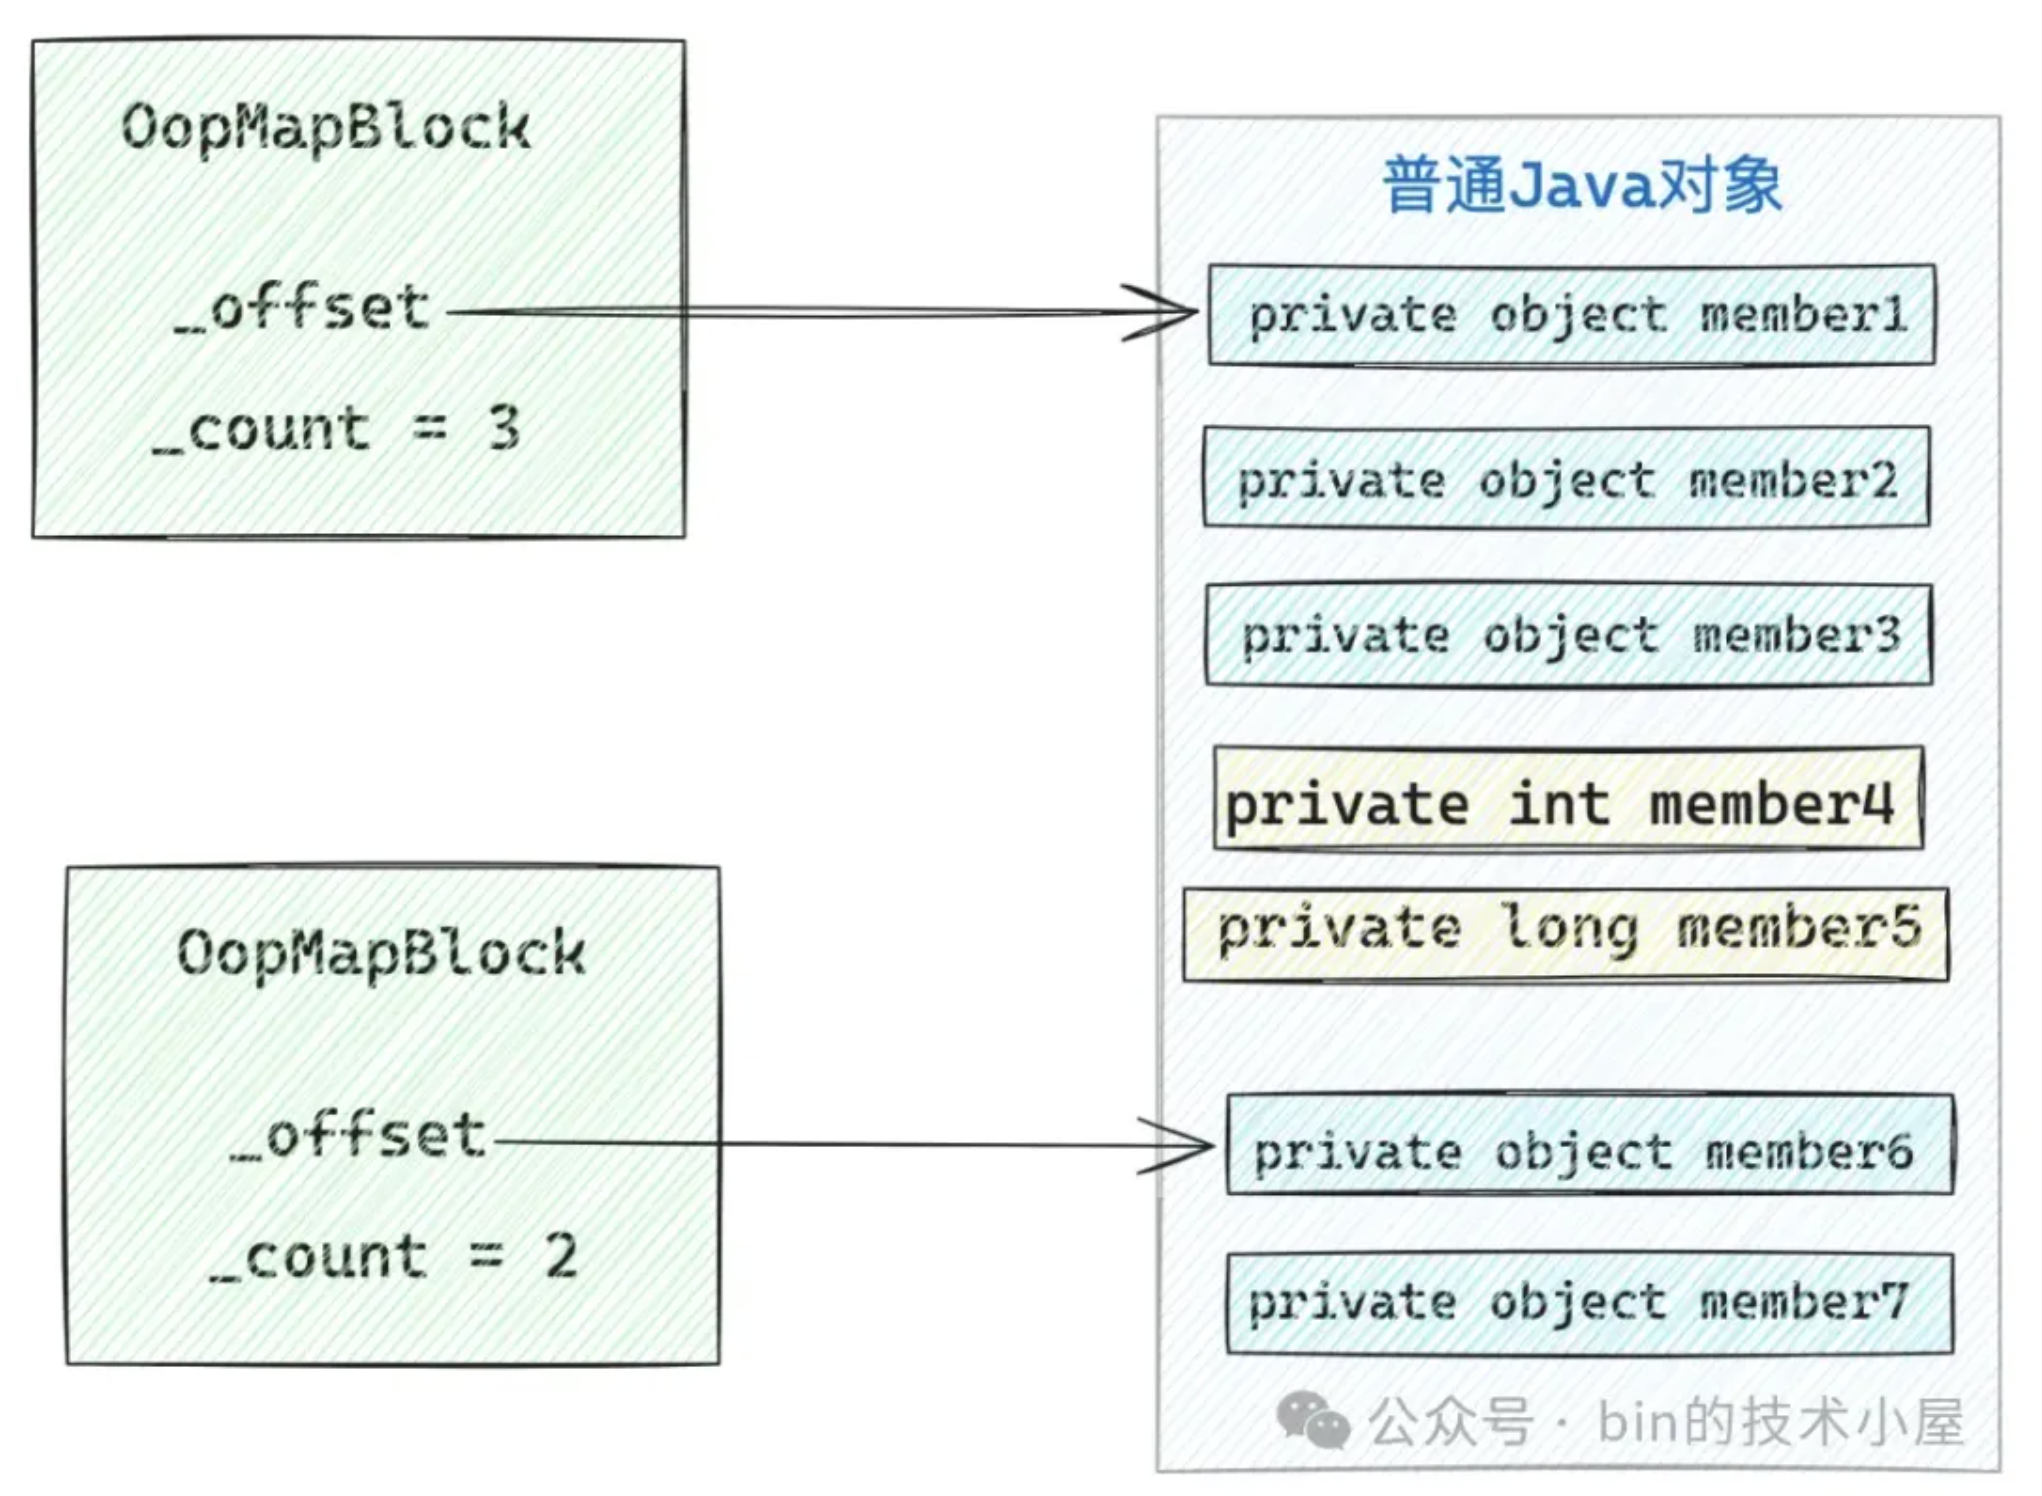 OopMapBlock
_offset
_count = 3
OopMapBlock
_offset
_count = 2
普通Java对象
private object member1
private object member2
private object member3
private int member4
private long member5
private object member6
private object member7
公众号 · bin的技术小屋